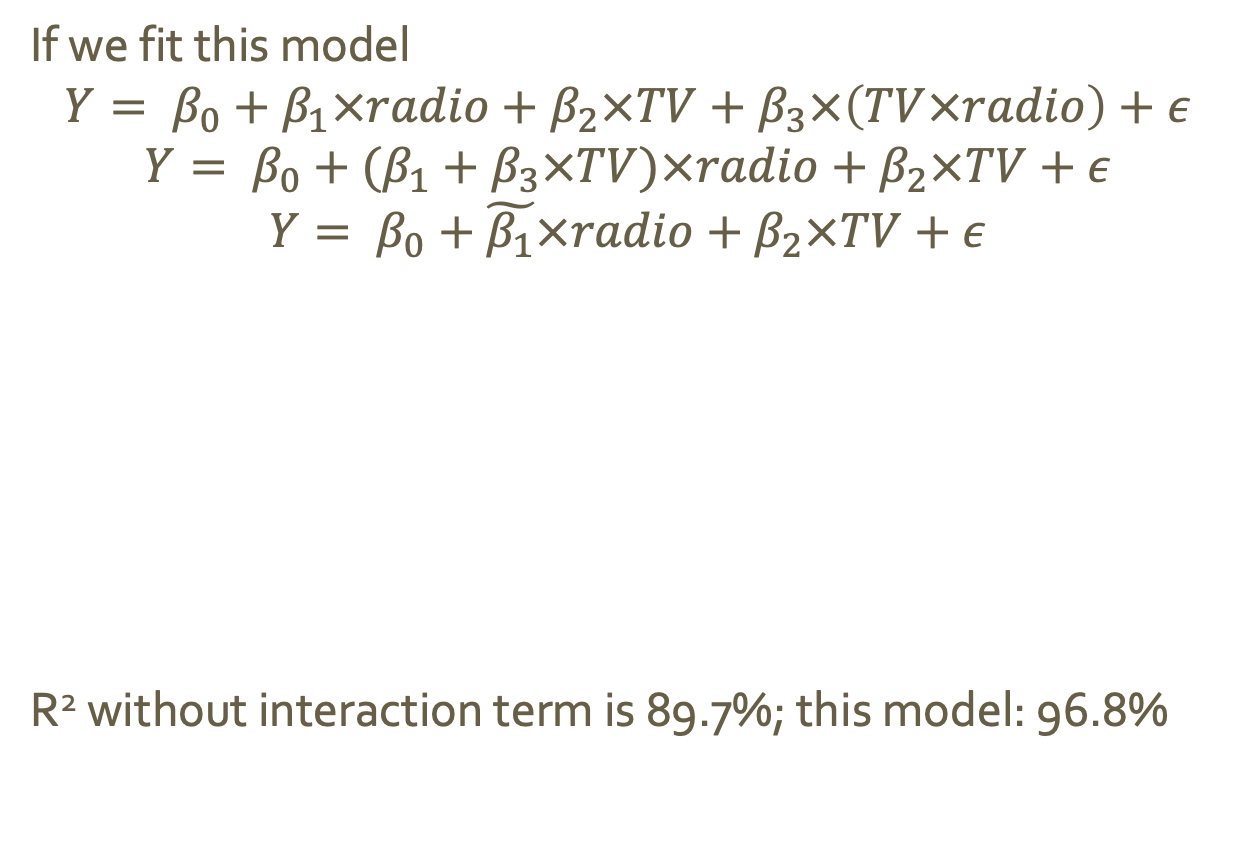 If we fit this model
Y = β₀ + β₁×radio + β₂×TV + β₃×(TV×radio) + ϵ
Y = β₀ + (β₁ + β₃×TV)×radio + β₂×TV + ϵ
Y = β₀ + β̃₁×radio + β₂×TV + ϵ
R² without interaction term is 89.7%; this model: 96.8%